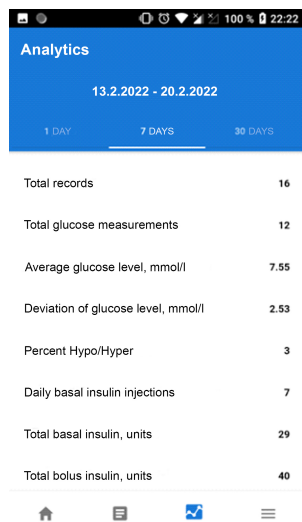 100 % 22:22
Analytics
13.2.2022 - 20.2.2022
1 DAY 7 DAYS 30 DAYS
Total records 16
Total glucose measurements 12
Average glucose level, mmol/l 7.55
Deviation of glucose level, mmol/l 2.53
Percent Hypo/Hyper 3
Daily basal insulin injections 7
Total basal insulin, units 29
Total bolus insulin, units 40